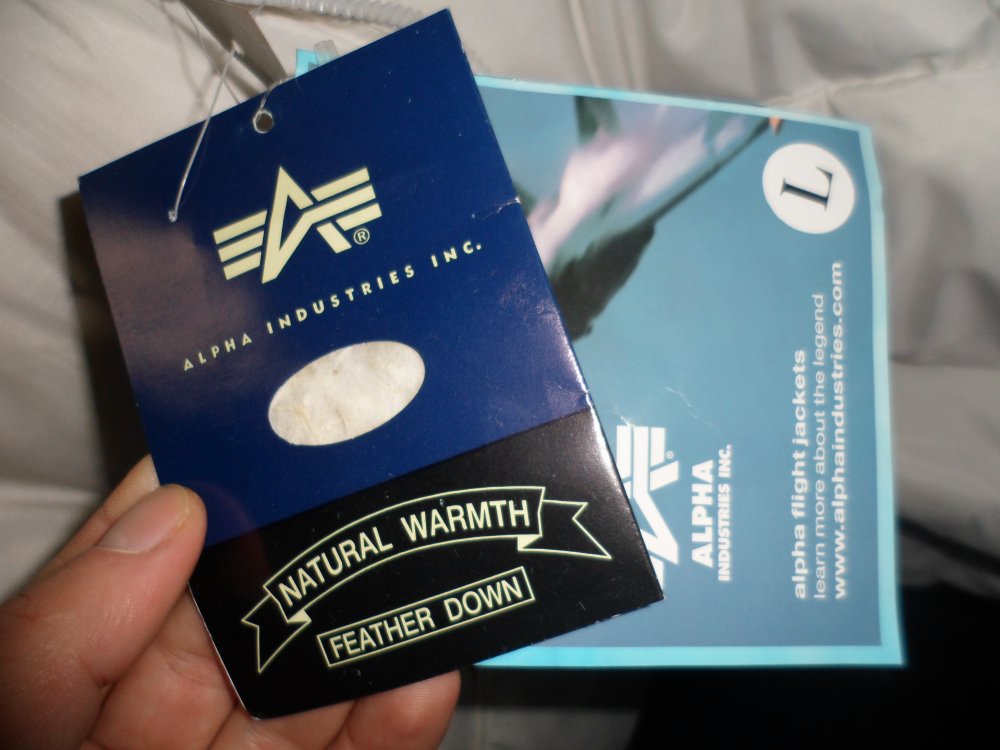 ®
ALPHA INDUSTRIES INC.
NATURAL WARMTH
FEATHER DOWN
L
®
ALPHA
INDUSTRIES INC.
alpha flight jackets
learn more about the legend
www.alphaindustries.com